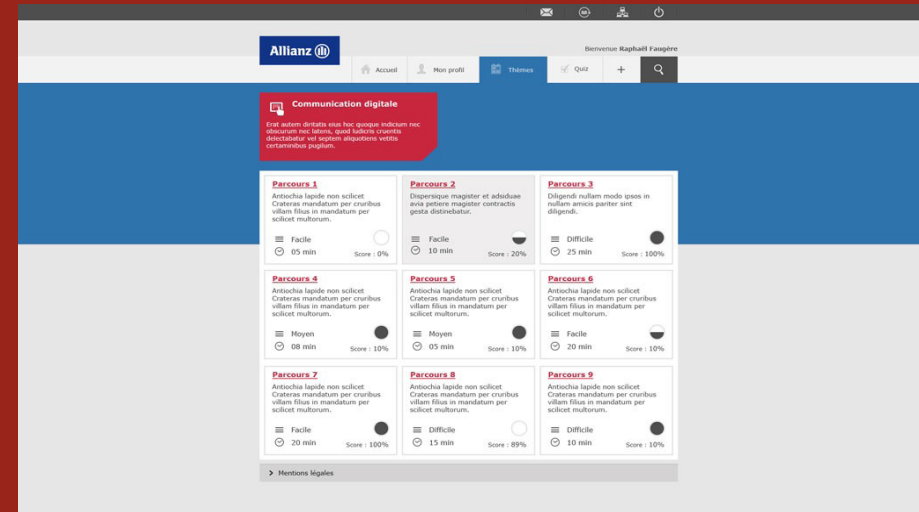 Allianz
Bienvenue Raphaël Faugère
Accueil
Mon profil
Thèmes
Quiz
Communication digitale
Erat autem diritatis eius hoc quoque indicium nec
obscurum nec latens, quod ludicris cruentis
delectabatur vel septem aliquotiens vetitis
certaminibus pugilum.
Parcours 1
Antiochia lapide non scilicet
Crateras mandatum per cruribus
villam filius in mandatum per
scilicet multorum.
Facile
05 min
Score : 0%
Parcours 2
Dispersique magister et adsiduae
avia petiere magister contractis
gesta distinebatur.
Facile
10 min
Score : 20%
Parcours 3
Diligendi nullam modo ipsos in
nullam amicis pariter sint
diligendi.
Difficile
25 min
Score : 100%
Parcours 4
Antiochia lapide non scilicet
Crateras mandatum per cruribus
villam filius in mandatum per
scilicet multorum.
Moyen
08 min
Score : 10%
Parcours 5
Antiochia lapide non scilicet
Crateras mandatum per cruribus
villam filius in mandatum per
scilicet multorum.
Moyen
05 min
Score : 10%
Parcours 6
Antiochia lapide non scilicet
Crateras mandatum per cruribus
villam filius in mandatum per
scilicet multorum.
Facile
20 min
Score : 10%
Parcours 7
Antiochia lapide non scilicet
Crateras mandatum per cruribus
villam filius in mandatum per
scilicet multorum.
Facile
20 min
Score : 100%
Parcours 8
Antiochia lapide non scilicet
Crateras mandatum per cruribus
villam filius in mandatum per
scilicet multorum.
Difficile
15 min
Score : 89%
Parcours 9
Antiochia lapide non scilicet
Crateras mandatum per cruribus
villam filius in mandatum per
scilicet multorum.
Difficile
10 min
Score : 10%
Mentions légales